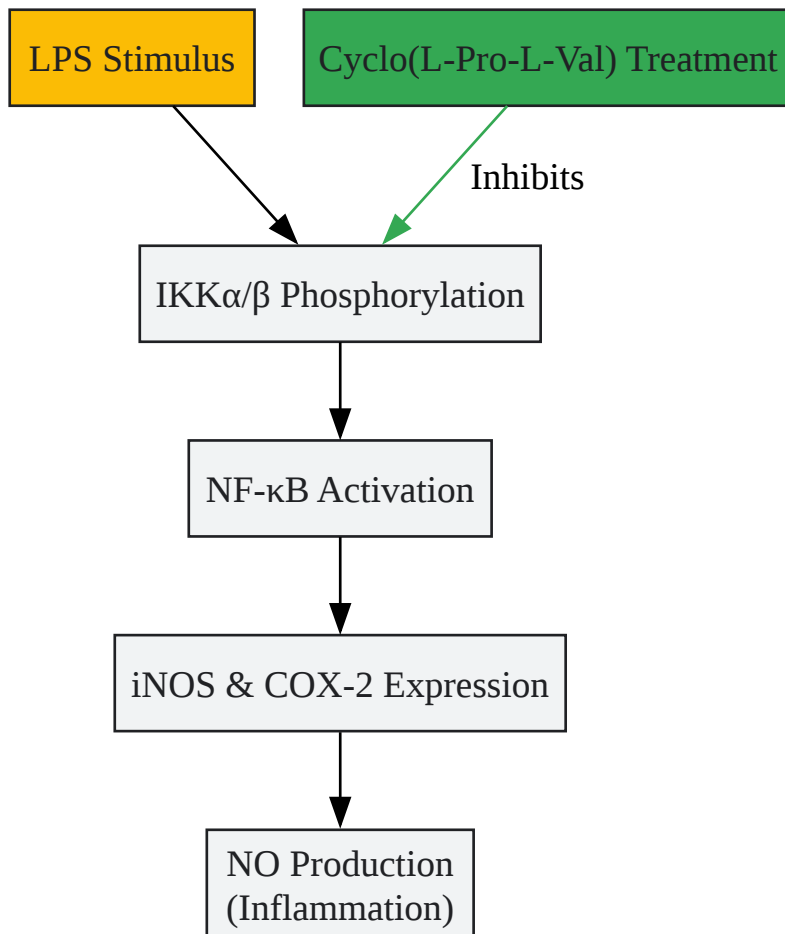 LPS Stimulus
Cyclo(L-Pro-L-Val) Treatment
Inhibits
IKKα/β Phosphorylation
NF-κB Activation
iNOS & COX-2 Expression
NO Production
(Inflammation)